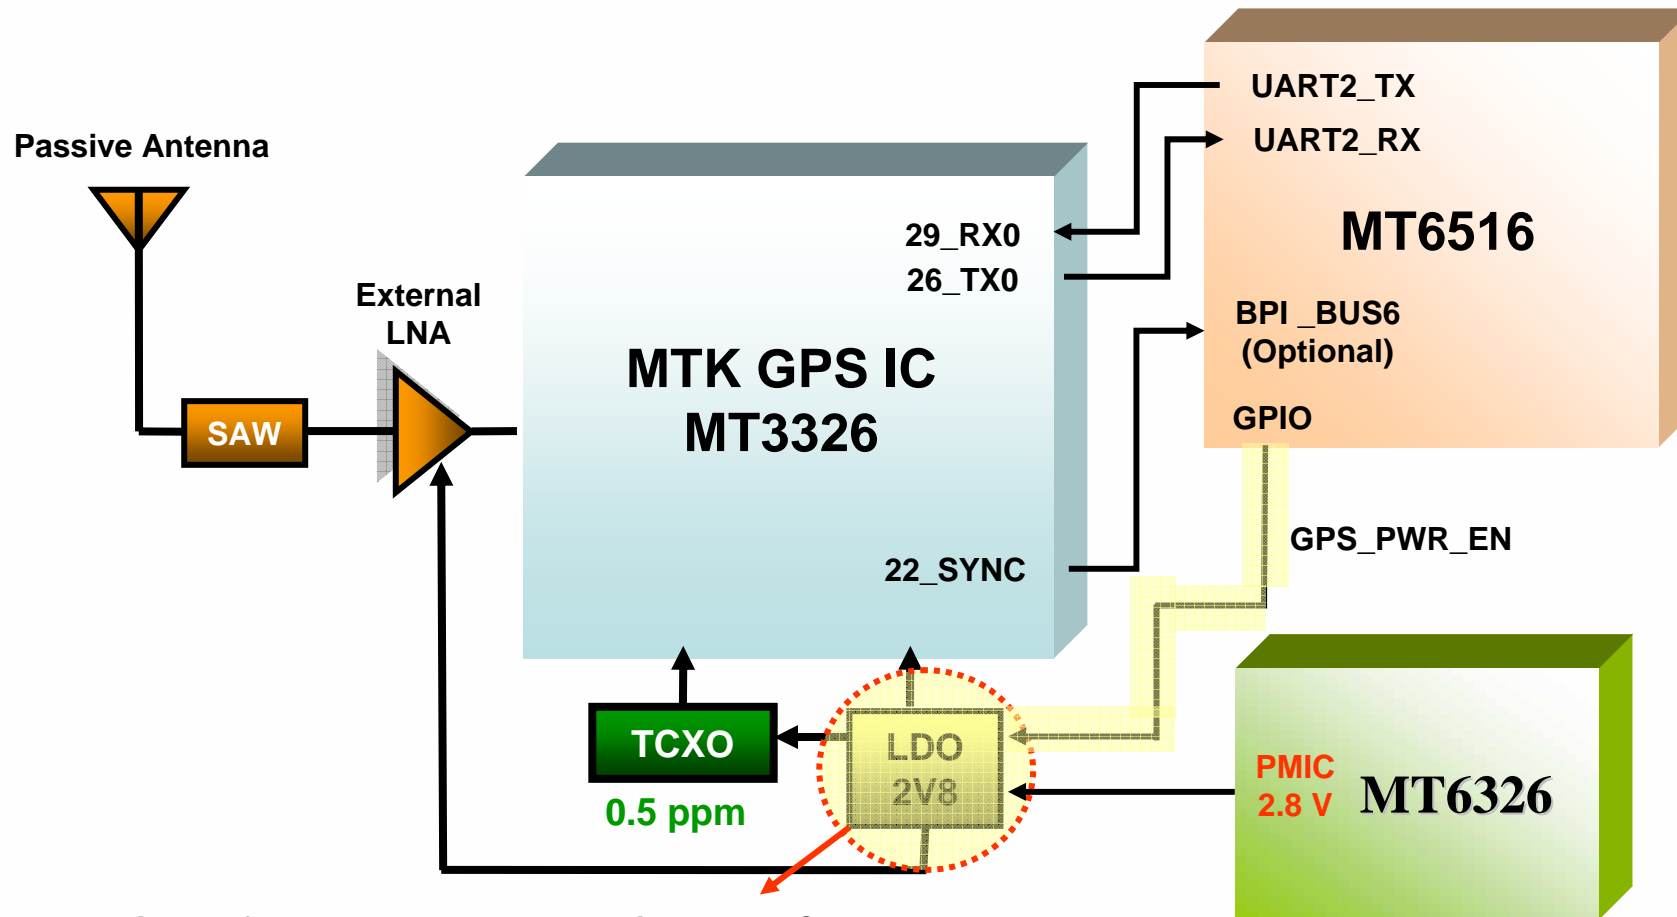 Passive Antenna
External
LNA
SAW
MTK GPS IC
MT3326
29_RX0
26_TX0
22_SYNC
UART2_TX
UART2_RX
MT6516
BPI _BUS6
(Optional)
GPIO
GPS_PWR_EN
TCXO
0.5 ppm
LDO
2V8
PMIC
2.8 V
MT6326